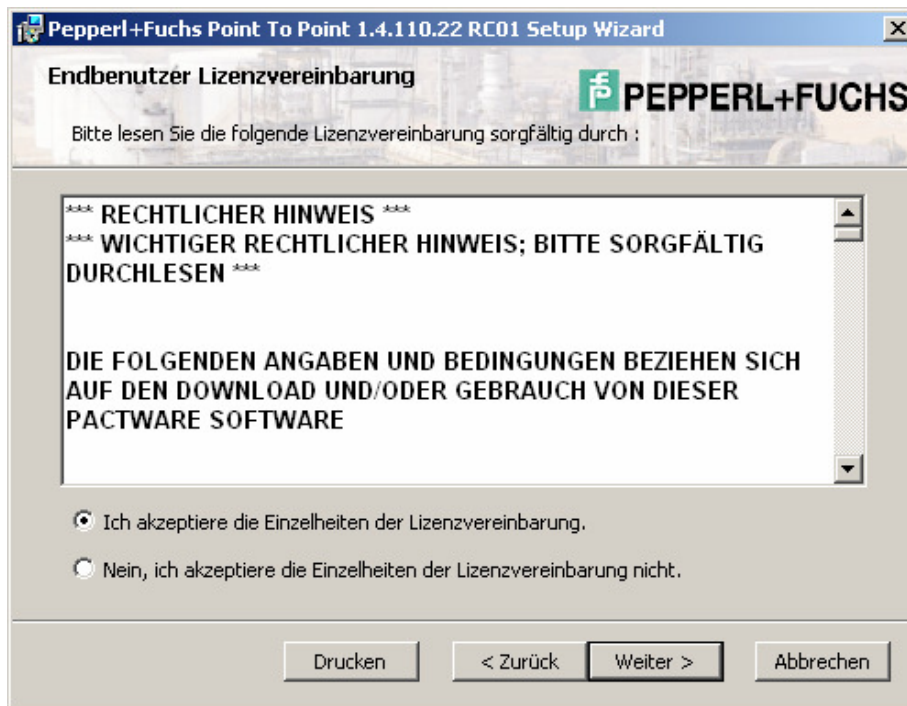 Pepperl+Fuchs Point To Point 1.4.110.22 RC01 Setup Wizard
Endbenutzer Lizenzvereinbarung
PEPPERL+FUCHS
Bitte lesen Sie die folgende Lizenzvereinbarung sorgfältig durch :
*** RECHTLICHER HINWEIS ***
*** WICHTIGER RECHTLICHER HINWEIS; BITTE SORGFÄLTIG
DURCHLESEN ***
DIE FOLGENDEN ANGABEN UND BEDINGUNGEN BEZIEHEN SICH
AUF DEN DOWNLOAD UND/ODER GEBRAUCH VON DIESER
PACTWARE SOFTWARE
Ich akzeptiere die Einzelheiten der Lizenzvereinbarung.
Nein, ich akzeptiere die Einzelheiten der Lizenzvereinbarung nicht.
Drucken
< Zurück
Weiter >
Abbrechen